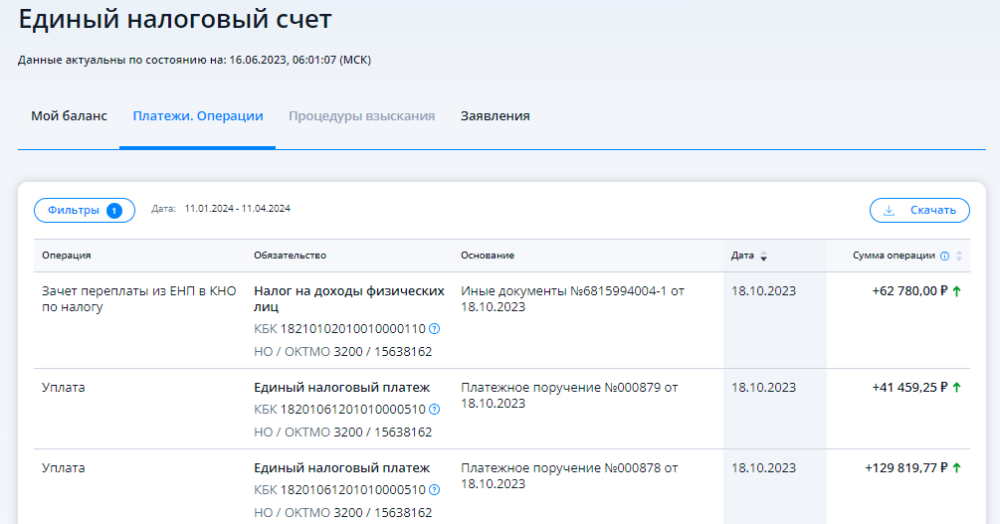 Единый налоговый счет
Данные актуальны по состоянию на: 16.06.2023, 06:01:07 (МСК)
Мой баланс Платежи. Операции Процедуры взыскания Заявления
Фильтры 1 Дата: 11.01.2024 - 11.04.2024 Скачать
Операция Обязательство Основание Дата Сумма операции
Зачет переплаты из ЕНП в КНО Налог на доходы физических Иные документы №6815994004-1 от 18.10.2023 +62 780,00 ₽
по налогу лиц 18.10.2023
КБК 18210102010010000110
НО / ОКТМО 3200 / 15638162
Уплата Единый налоговый платеж Платежное поручение №000879 от 18.10.2023 +41 459,25 ₽
КБК 18201061201010000510 18.10.2023
НО / ОКТМО 3200 / 15638162
Уплата Единый налоговый платеж Платежное поручение №000878 от 18.10.2023 +129 819,77 ₽
КБК 18201061201010000510 18.10.2023
НО / ОКТМО 3200 / 15638162